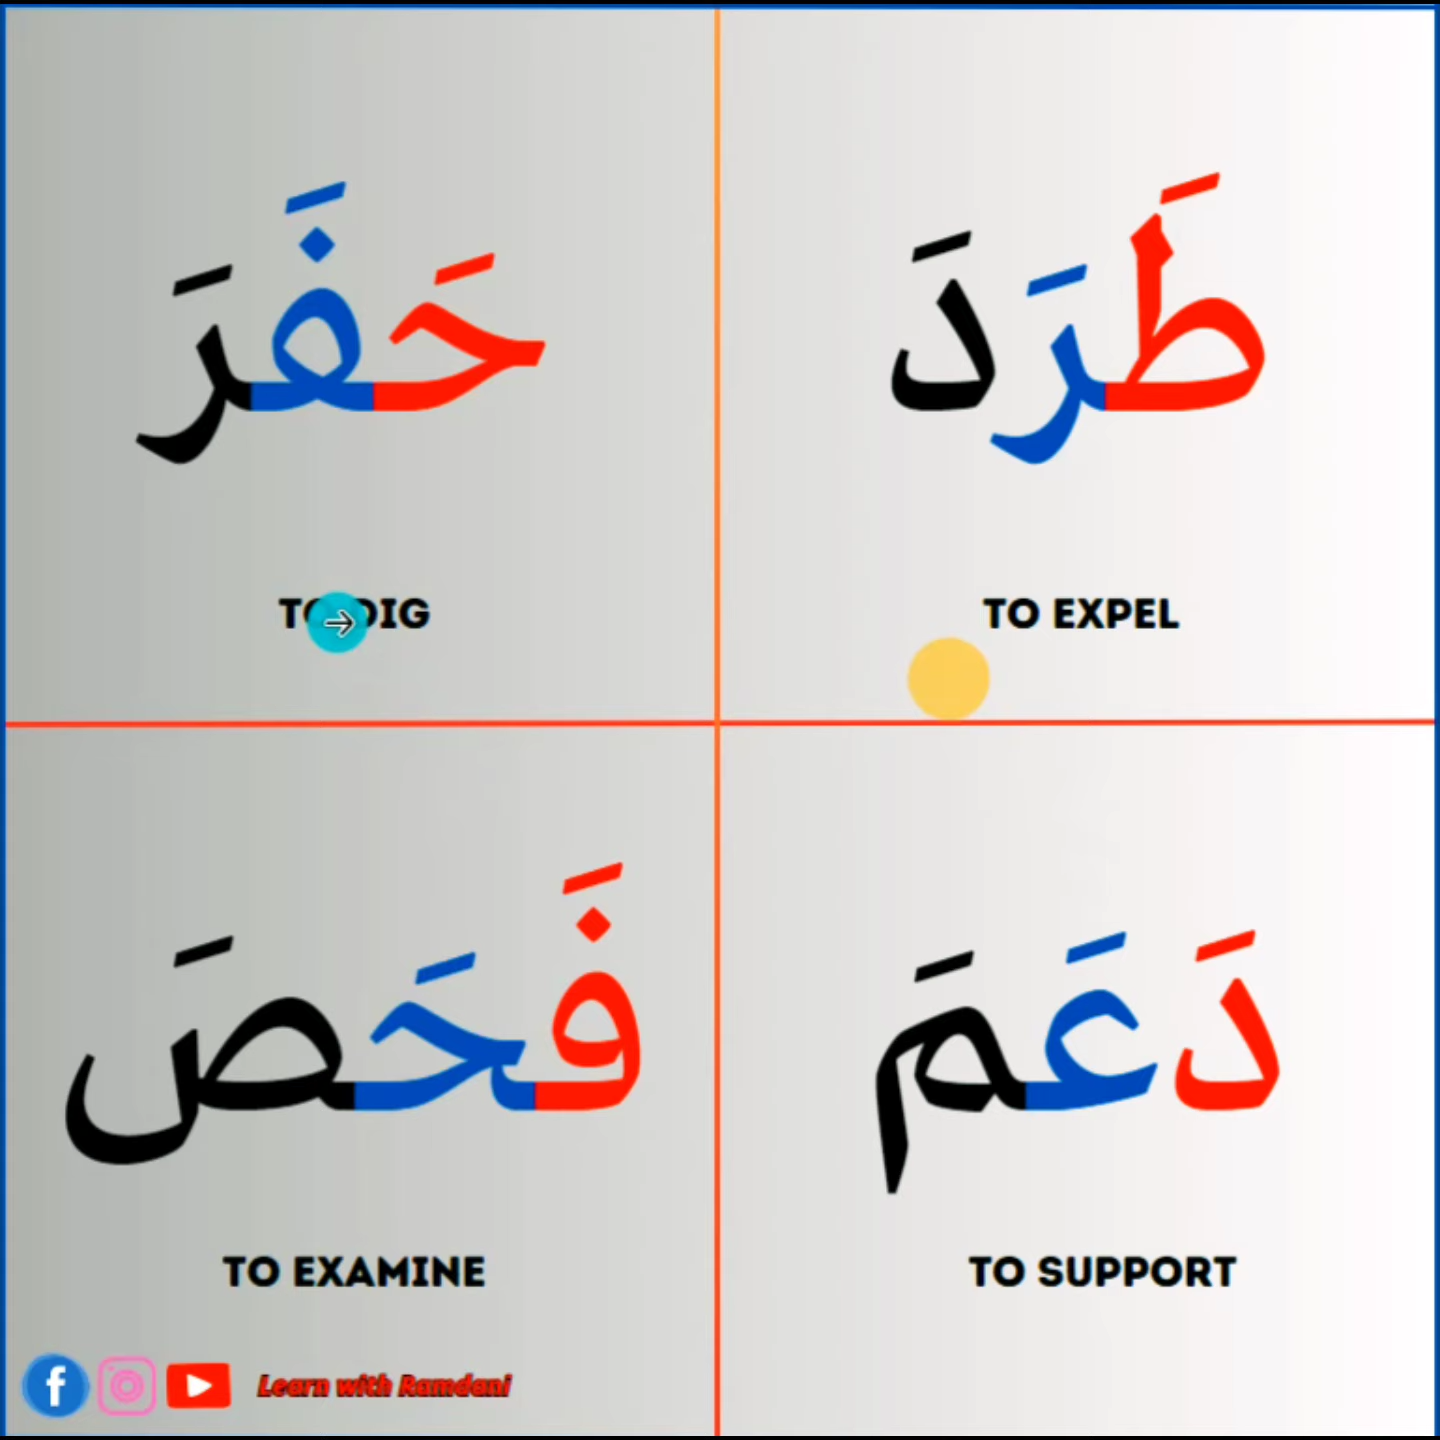 طَرَدَ
TO EXPEL
حَفَرَ
TO DIG
دَعَمَ
TO SUPPORT
فَحَصَ
TO EXAMINE
Learn with Ramdani